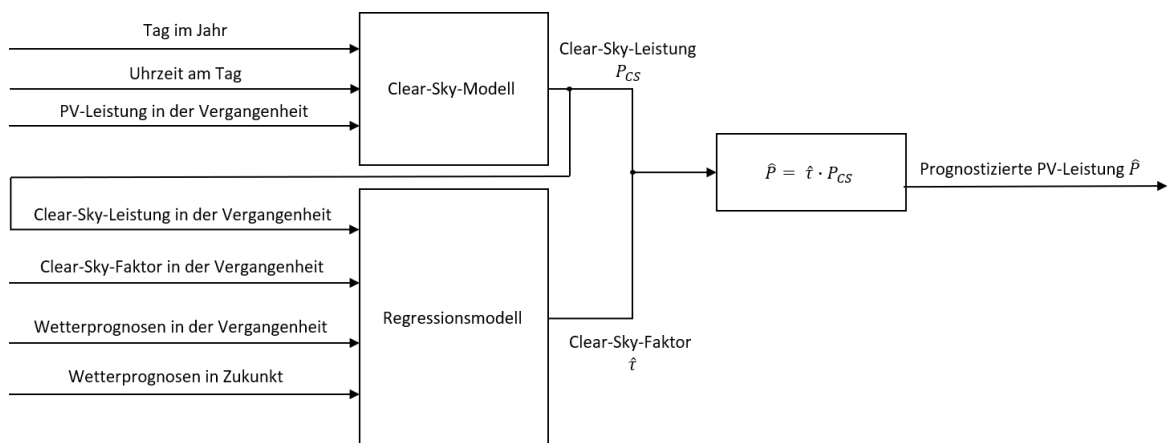 Tag im Jahr
Uhrzeit am Tag
PV-Leistung in der Vergangenheit
Clear-Sky-Modell
Clear-Sky-Leistung
P_CS
Clear-Sky-Leistung in der Vergangenheit
Clear-Sky-Faktor in der Vergangenheit
Wetterprognosen in der Vergangenheit
Wetterprognosen in Zukunkt
Regressionsmodell
Clear-Sky-Faktor
t̂
P̂ = t̂ · P_CS
Prognostizierte PV-Leistung P̂